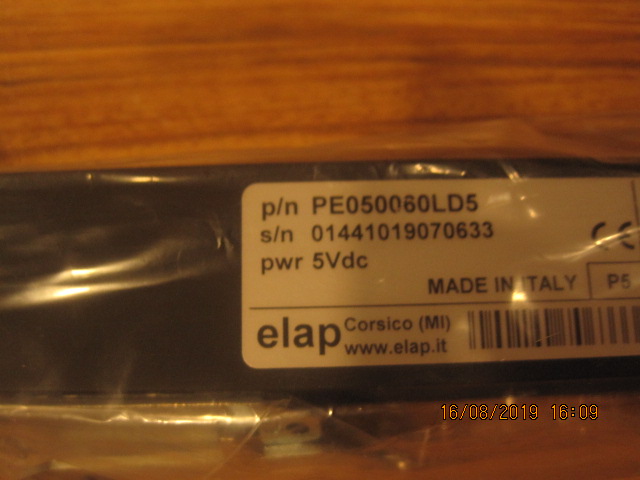 p/n PE050060LD5
s/n 01441019070633
pwr 5Vdc
MADE IN ITALY
P5
elap Corsico (MI)
www.elap.it
16/08/2019 16:09